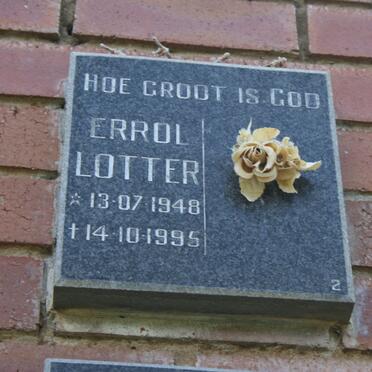 HOE GROOT IS GOD
ERROL
LOTTER
* 13·07·1948
† 14·10·1995
2